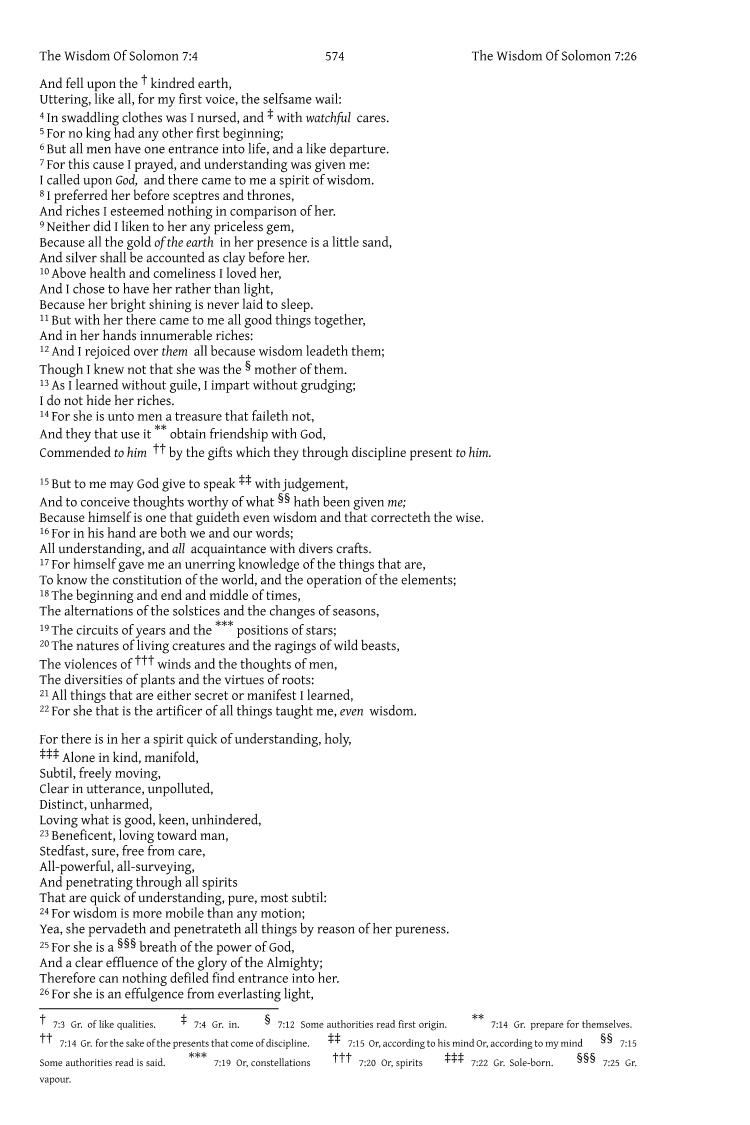 The Wisdom Of Solomon 7:4 574 The Wisdom Of Solomon 7:26
And fell upon the † kindred earth,
Uttering, like all, for my first voice, the selfsame wail:
4 In swaddling clothes was I nursed, and ‡ with watchful cares.
5 For no king had any other first beginning;
6 But all men have one entrance into life, and a like departure.
7 For this cause I prayed, and understanding was given me:
I called upon God, and there came to me a spirit of wisdom.
8 I preferred her before sceptres and thrones,
And riches I esteemed nothing in comparison of her.
9 Neither did I liken to her any priceless gem,
Because all the gold of the earth in her presence is a little sand,
And silver shall be accounted as clay before her.
10 Above health and comeliness I loved her,
And I chose to have her rather than light,
Because her bright shining is never laid to sleep.
11 But with her there came to me all good things together,
And in her hands innumerable riches:
12 And I rejoiced over them all because wisdom leadeth them;
Though I knew not that she was the § mother of them.
13 As I learned without guile, I impart without grudging;
I do not hide her riches.
14 For she is unto men a treasure that faileth not,
And they that use it ** obtain friendship with God,
Commended to him †† by the gifts which they through discipline present to him.
15 But to me may God give to speak ‡‡ with judgement,
And to conceive thoughts worthy of what §§ hath been given me;
Because himself is one that guideth even wisdom and that correcteth the wise.
16 For in his hand are both we and our words;
All understanding, and all acquaintance with divers crafts.
17 For himself gave me an unerring knowledge of the things that are,
To know the constitution of the world, and the operation of the elements;
18 The beginning and end and middle of times,
The alternations of the solstices and the changes of seasons,
19 The circuits of years and the *** positions of stars;
20 The natures of living creatures and the ragings of wild beasts,
The violences of ††† winds and the thoughts of men,
The diversities of plants and the virtues of roots:
21 All things that are either secret or manifest I learned,
22 For she that is the artificer of all things taught me, even wisdom.
For there is in her a spirit quick of understanding, holy,
‡‡‡ Alone in kind, manifold,
Subtil, freely moving,
Clear in utterance, unpolluted,
Distinct, unharmed,
Loving what is good, keen, unhindered,
23 Beneficent, loving toward man,
Stedfast, sure, free from care,
All-powerful, all-surveying,
And penetrating through all spirits
That are quick of understanding, pure, most subtil:
24 For wisdom is more mobile than any motion;
Yea, she pervadeth and penetrateth all things by reason of her pureness.
25 For she is a §§§ breath of the power of God,
And a clear effluence of the glory of the Almighty;
Therefore can nothing defiled find entrance into her.
26 For she is an effulgence from everlasting light,
† 7:3 Gr. of like qualities. ‡ 7:4 Gr. in. § 7:12 Some authorities read first origin. ** 7:14 Gr. prepare for themselves.
†† 7:14 Gr. for the sake of the presents that come of discipline. ‡‡ 7:15 Or, according to his mind Or, according to my mind §§ 7:15
Some authorities read is said. *** 7:19 Or, constellations ††† 7:20 Or, spirits ‡‡‡ 7:22 Gr. Sole-born. §§§ 7:25 Gr.
vapour.